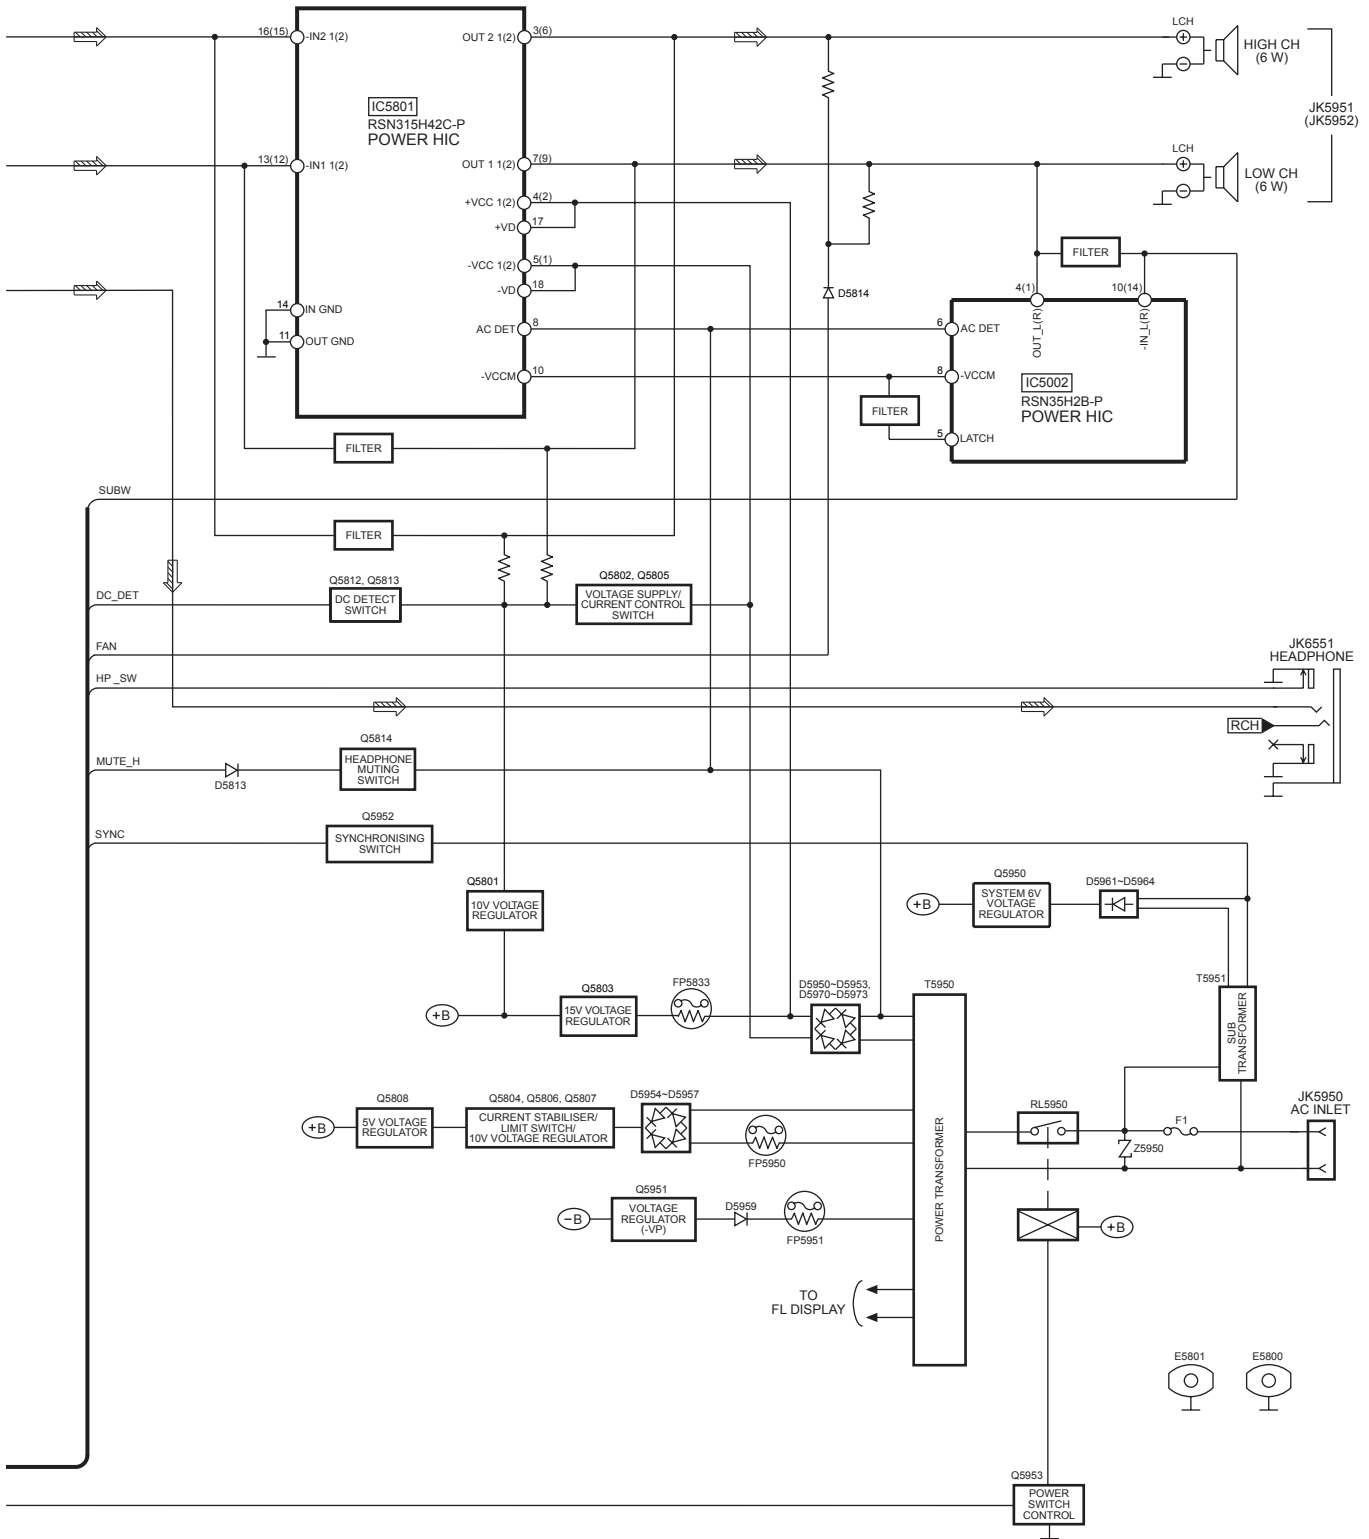 LCH
HIGH CH
(6 W)
JK5951
(JK5952)
LCH
LOW CH
(6 W)
16(15)
-IN2 1(2)
OUT 2 1(2)
3(6)
IC5801
RSN315H42C-P
POWER HIC
13(12)
-IN1 1(2)
OUT 1 1(2)
7(9)
+VCC 1(2)
4(2)
+VD
17
-VCC 1(2)
5(1)
-VD
18
14
IN GND
11
OUT GND
AC DET
8
-VCCM
10
D5814
FILTER
4(1)
10(14)
OUT_L(R)
-IN_L(R)
6
AC DET
8
-VCCM
5
LATCH
IC5002
RSN35H2B-P
POWER HIC
FILTER
FILTER
SUBW
FILTER
DC_DET
Q5812, Q5813
DC DETECT
SWITCH
Q5802, Q5805
VOLTAGE SUPPLY/
CURRENT CONTROL
SWITCH
FAN
HP_SW
JK6551
HEADPHONE
RCH
MUTE_H
D5813
Q5814
HEADPHONE
MUTING
SWITCH
SYNC
Q5952
SYNCHRONISING
SWITCH
Q5801
10V VOLTAGE
REGULATOR
+B
Q5950
SYSTEM 6V
VOLTAGE
REGULATOR
D5961~D5964
T5951
SUB
TRANSFORMER
+B
Q5803
15V VOLTAGE
REGULATOR
FP5833
D5950~D5953,
D5970~D5973
T5950
POWER TRANSFORMER
+B
Q5808
5V VOLTAGE
REGULATOR
Q5804, Q5806, Q5807
CURRENT STABILISER/
LIMIT SWITCH/
10V VOLTAGE REGULATOR
D5954~D5957
FP5950
RL5950
F1
Z5950
JK5950
AC INLET
-B
Q5951
VOLTAGE
REGULATOR
(-VP)
D5959
FP5951
+B
TO
FL DISPLAY
E5801
E5800
Q5953
POWER
SWITCH
CONTROL